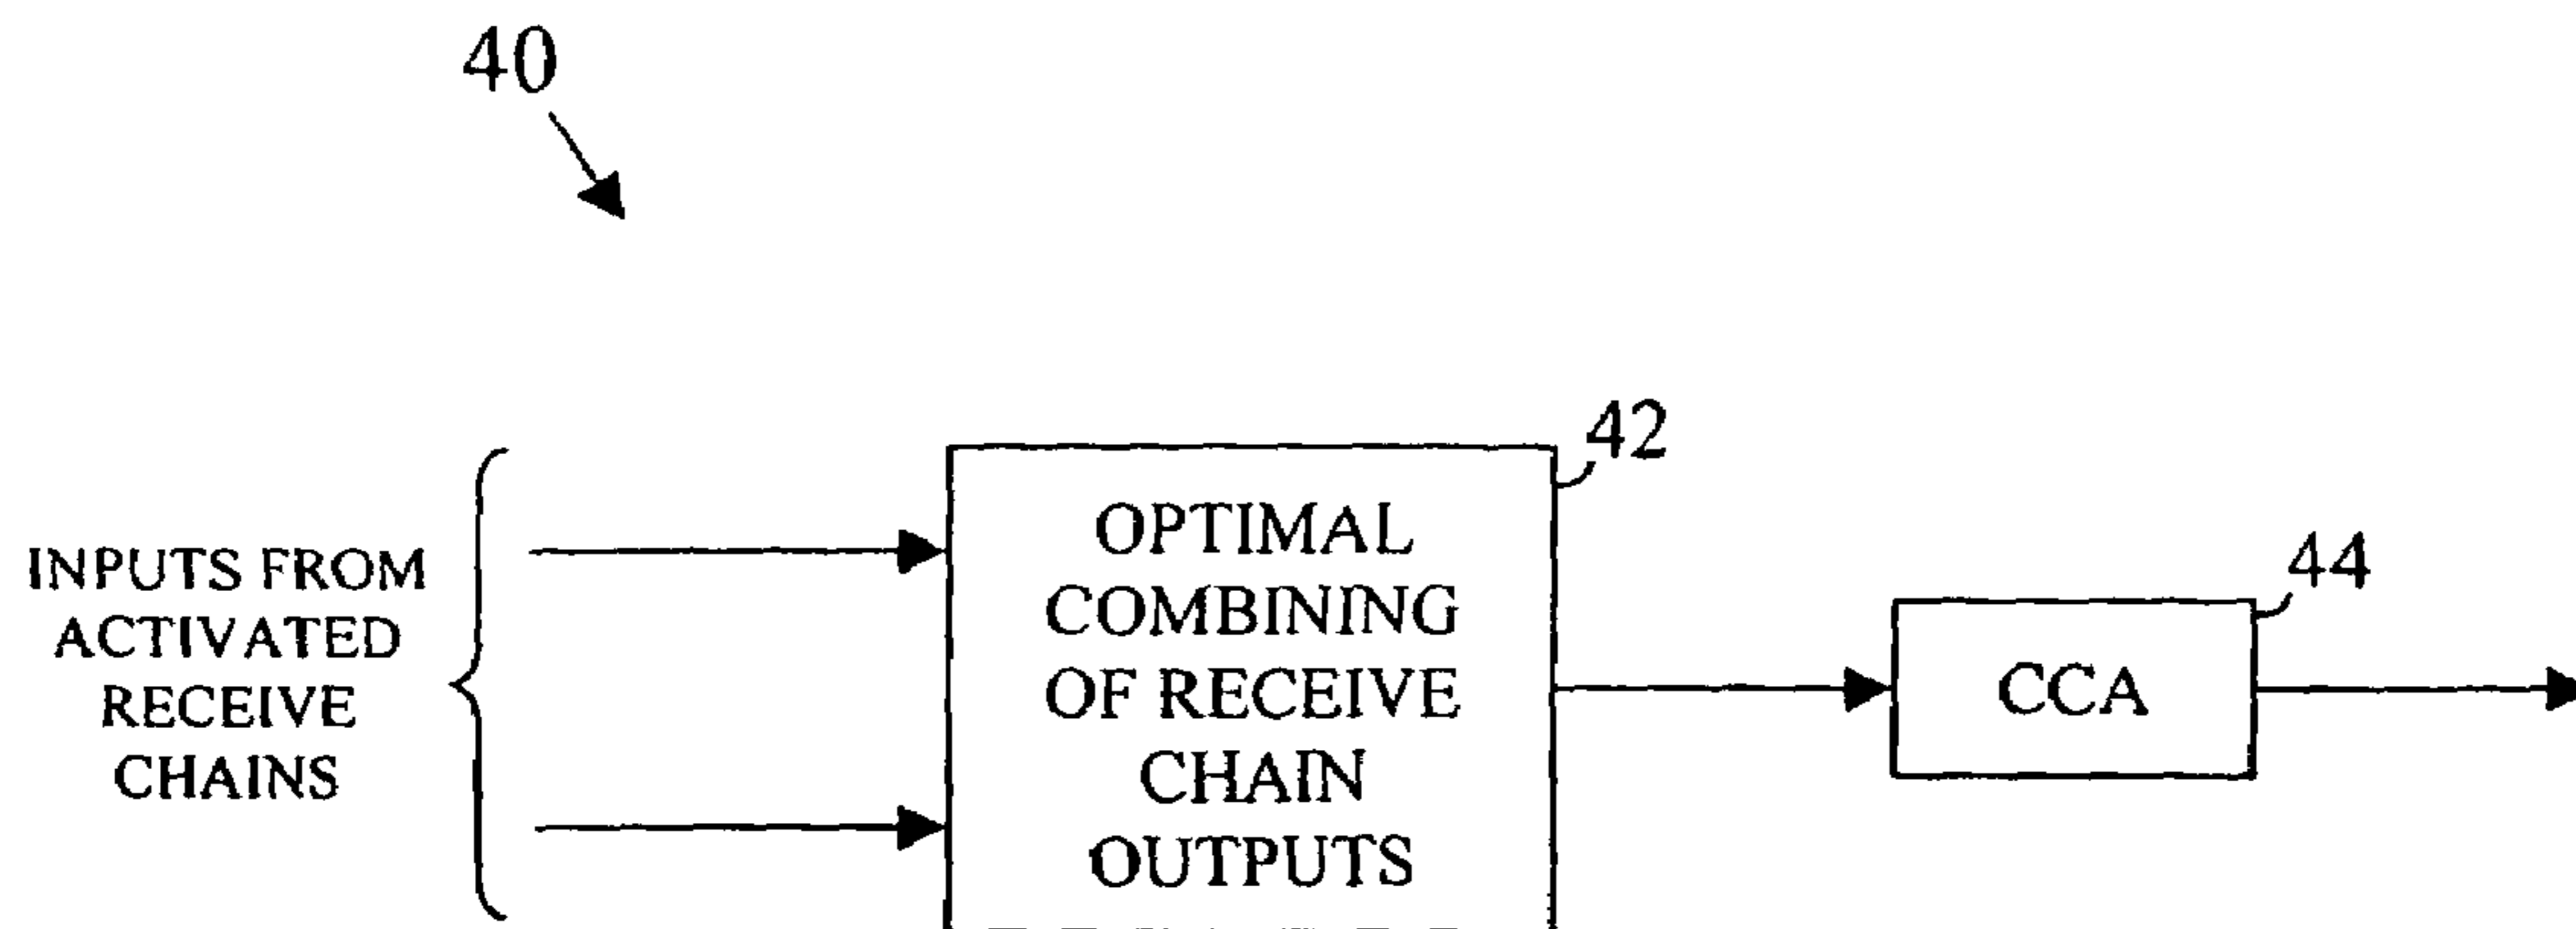 40
42
44
INPUTS FROM
ACTIVATED
RECEIVE
CHAINS
OPTIMAL
COMBINING
OF RECEIVE
CHAIN
OUTPUTS
CCA